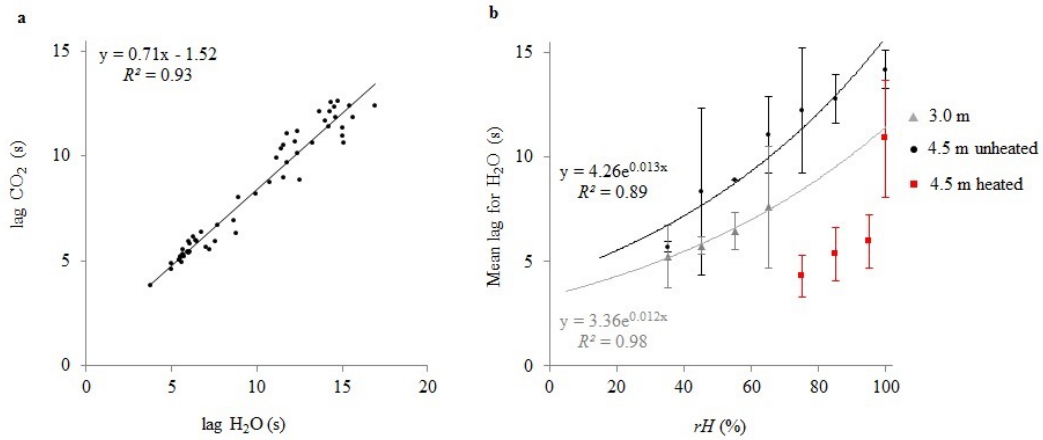 a
y = 0.71x - 1.52
R² = 0.93
15
10
5
0
lag CO₂ (s)
0 5 10 15 20
lag H₂O (s)
b
15
10
5
0
Mean lag for H₂O (s)
y = 4.26e^0.013x
R² = 0.89
y = 3.36e^0.012x
R² = 0.98
0 20 40 60 80 100
rH (%)
3.0 m
4.5 m unheated
4.5 m heated